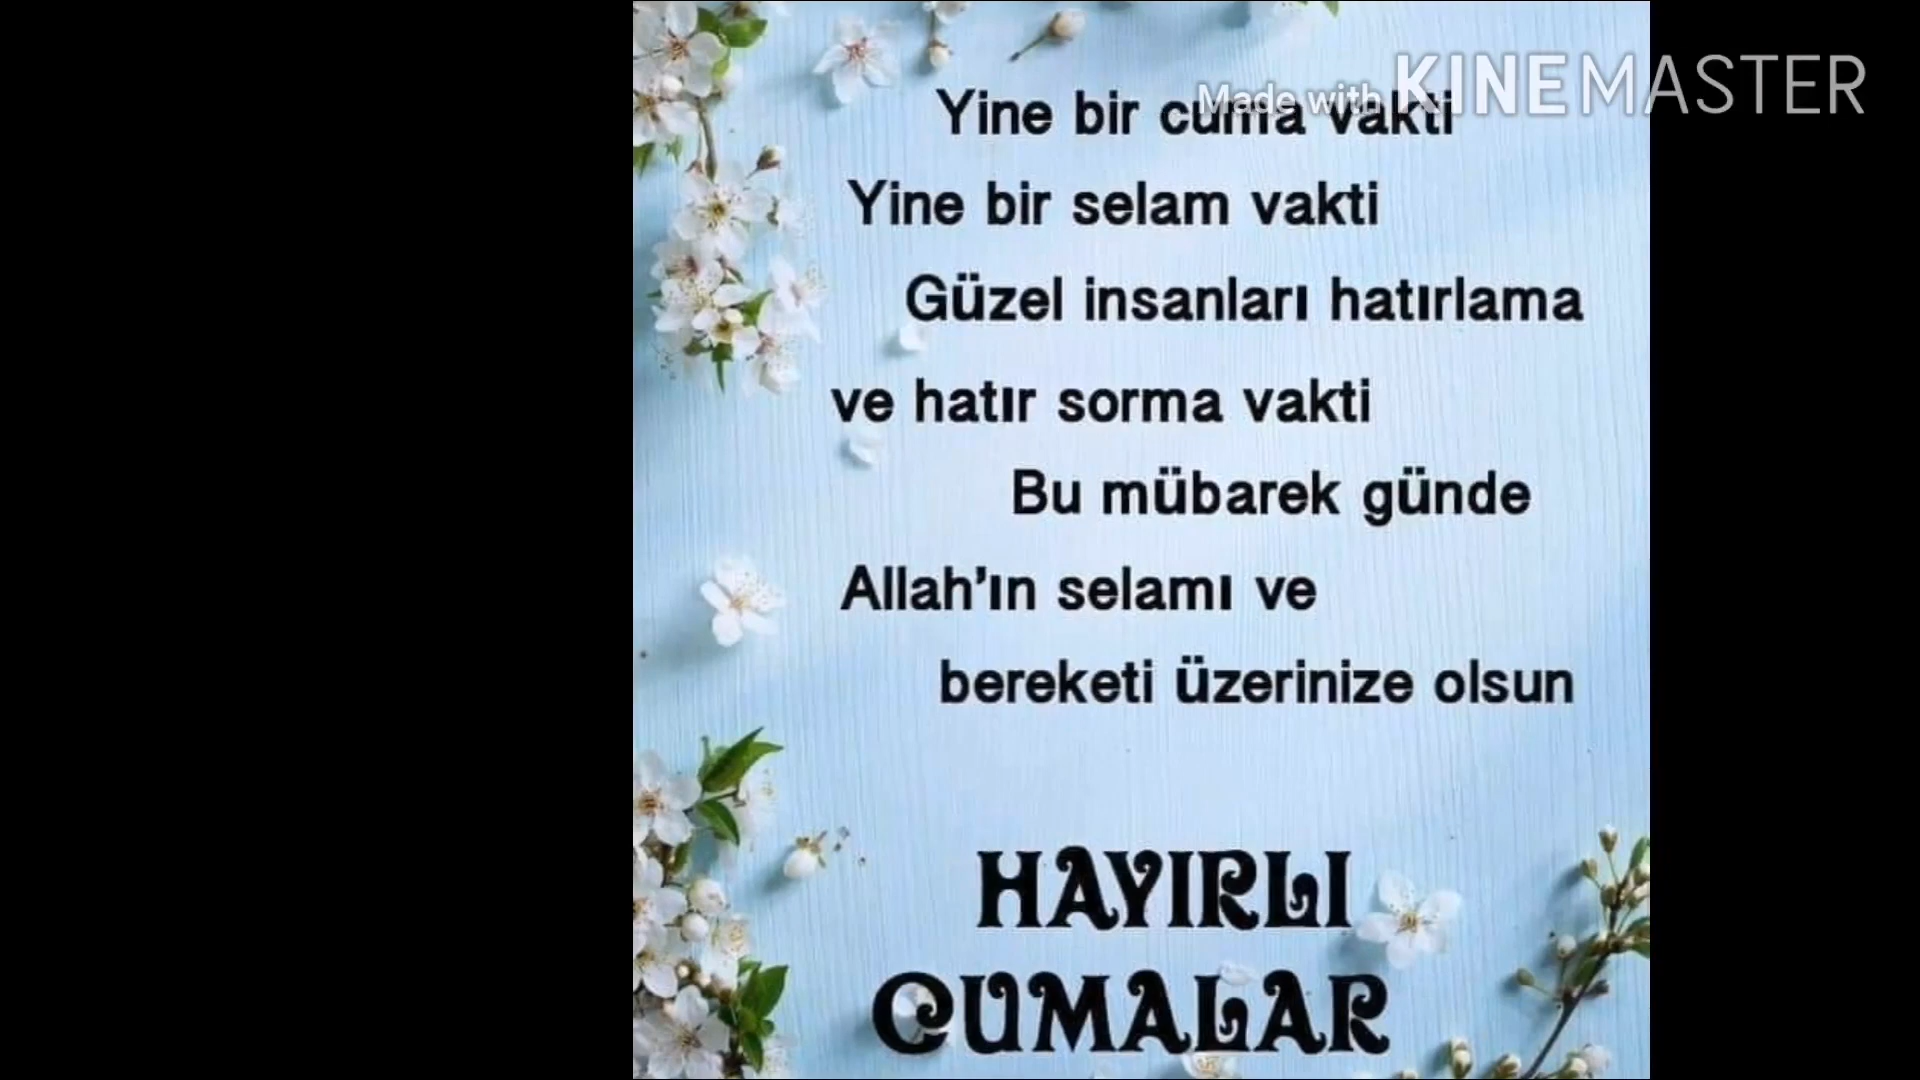 Made with KINEMASTER
Yine bir cuma vakti
Yine bir selam vakti
Güzel insanları hatırlama
ve hatır sorma vakti
Bu mübarek günde
Allah’ın selamı ve
bereketi üzerinize olsun
HAYIRLI
CUMALAR